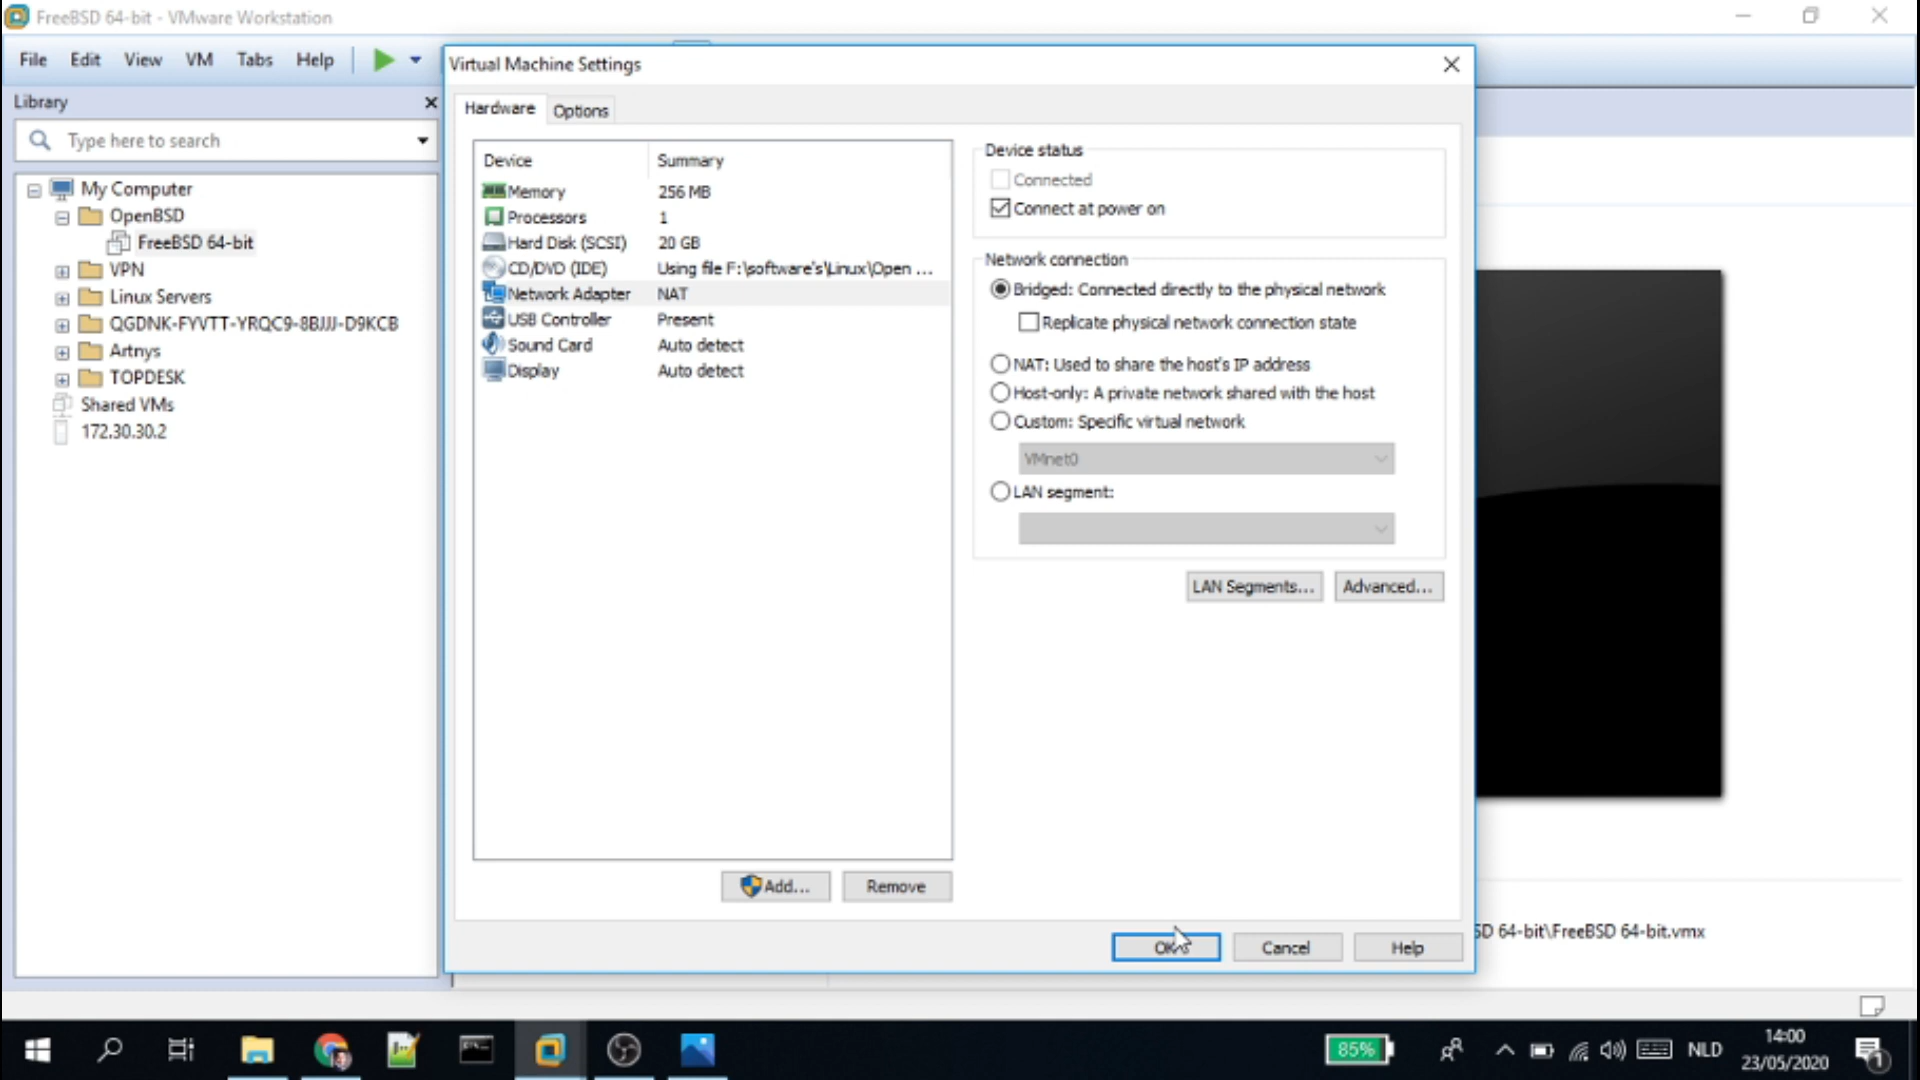 FreeBSD 64-bit - VMware Workstation
File Edit View VM Tabs Help
Library
Type here to search
My Computer
OpenBSD
FreeBSD 64-bit
VPN
Linux Servers
QGDNK-FYVTT-YRQC9-8BJJJ-D9KCB
Artnys
TOPDESK
Shared VMs
172.30.30.2
Virtual Machine Settings
Hardware Options
Device Summary
Memory 256 MB
Processors 1
Hard Disk (SCSI) 20 GB
CD/DVD (IDE) Using file F:\software's\Linux\Open ...
Network Adapter NAT
USB Controller Present
Sound Card Auto detect
Display Auto detect
Add... Remove
Device status
Connected
Connect at power on
Network connection
Bridged: Connected directly to the physical network
Replicate physical network connection state
NAT: Used to share the host's IP address
Host-only: A private network shared with the host
Custom: Specific virtual network
VMnet0
LAN segment:
LAN Segments... Advanced...
OK Cancel Help
SD 64-bit\FreeBSD 64-bit.vmx
85% NLD 14:00
23/05/2020
1